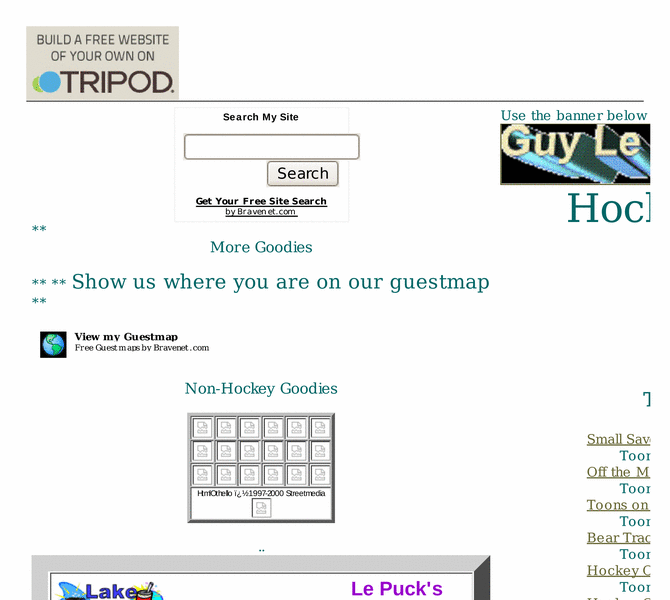 BUILD A FREE WEBSITE
OF YOUR OWN ON
TRIPOD.
Search My Site
Search
Get Your Free Site Search
by Bravenet.com
**
More Goodies
** ** Show us where you are on our guestmap
**
View my Guestmap
Free Guestmaps by Bravenet.com
Non-Hockey Goodies
HtmlOthello ï¿½1997-2000 Streetmedia
..
Lake
Le Puck's
Use the banner below
Guy Le
Hoc
T
Small Sav
Toon
Off the M
Toon
Toons on
Toon
Bear Trac
Toon
Hockey C